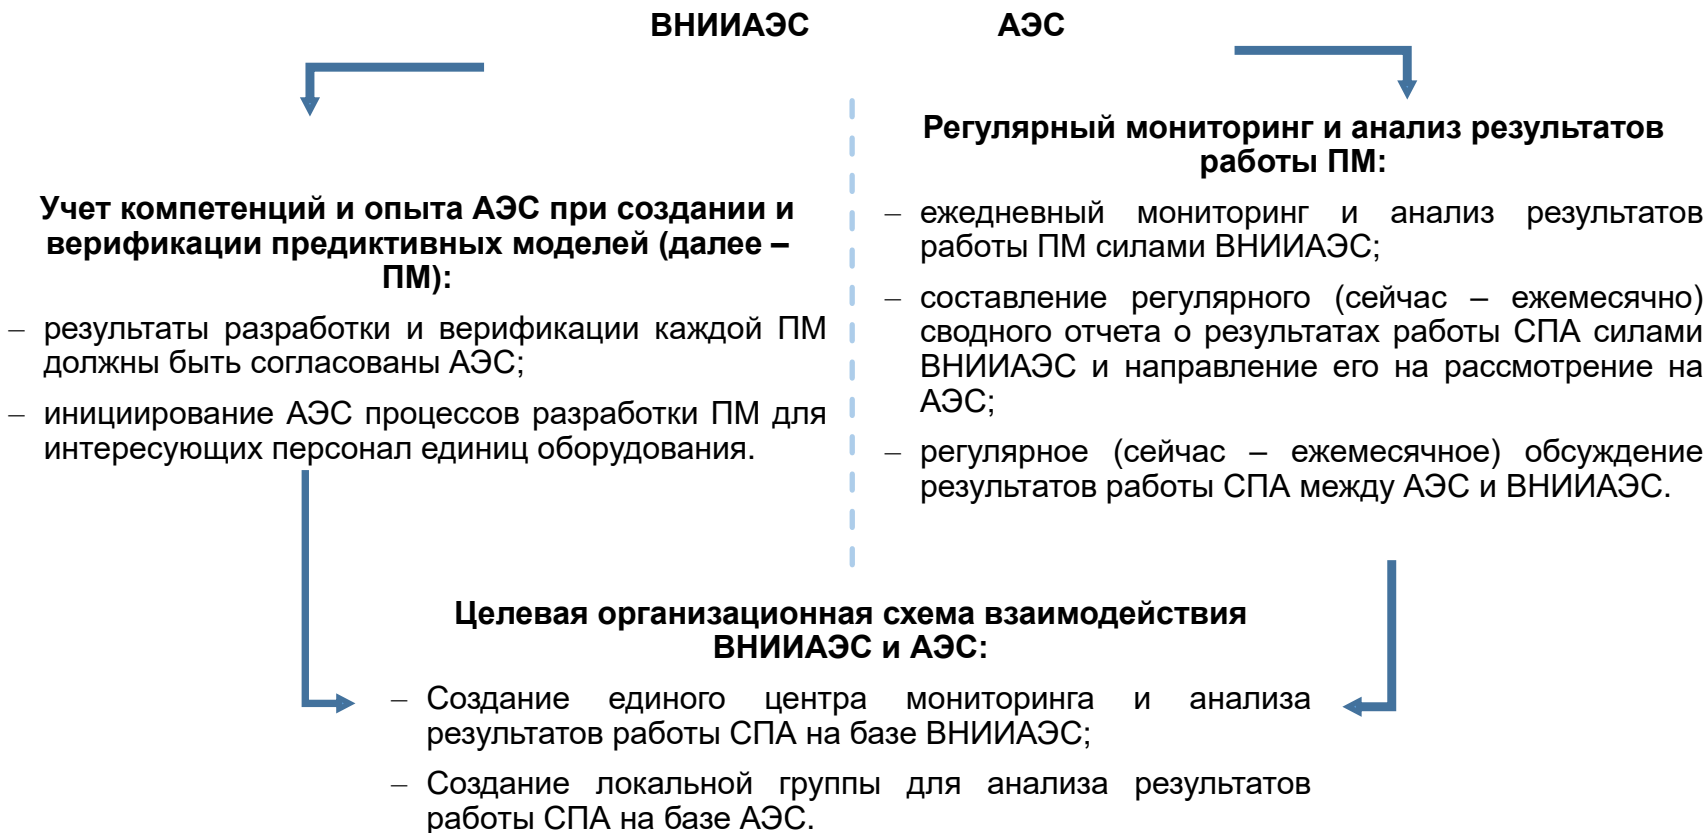 ВНИИАЭС
АЭС
Учет компетенций и опыта АЭС при создании и
верификации предиктивных моделей (далее –
ПМ):
– результаты разработки и верификации каждой ПМ
должны быть согласованы АЭС;
– инициирование АЭС процессов разработки ПМ для
интересующих персонал единиц оборудования.
Регулярный мониторинг и анализ результатов
работы ПМ:
– ежедневный мониторинг и анализ результатов
работы ПМ силами ВНИИАЭС;
– составление регулярного (сейчас – ежемесячно)
сводного отчета о результатах работы СПА силами
ВНИИАЭС и направление его на рассмотрение на
АЭС;
– регулярное (сейчас – ежемесячное) обсуждение
результатов работы СПА между АЭС и ВНИИАЭС.
Целевая организационная схема взаимодействия
ВНИИАЭС и АЭС:
– Создание единого центра мониторинга и анализа
результатов работы СПА на базе ВНИИАЭС;
– Создание локальной группы для анализа результатов
работы СПА на базе АЭС.